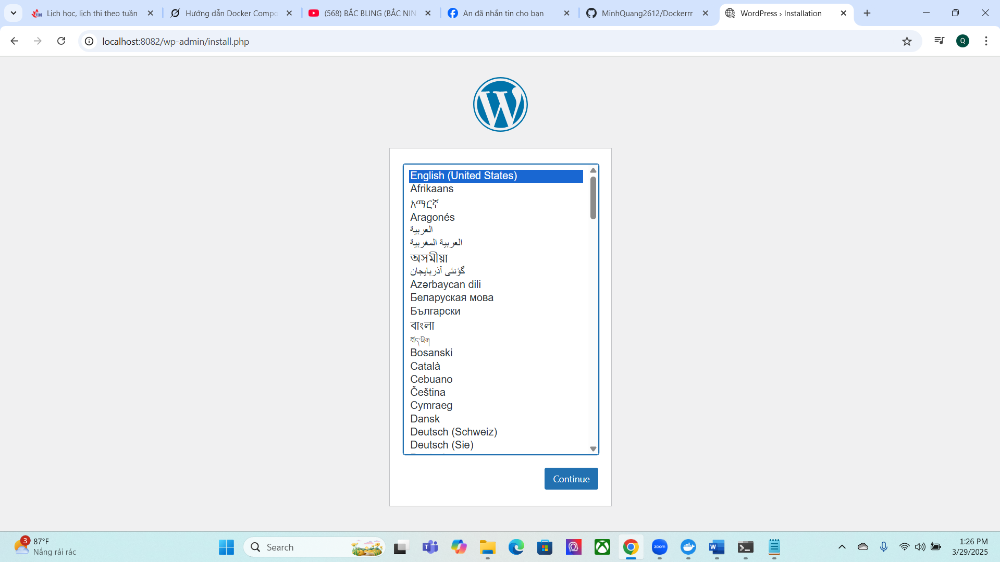 Lịch học, lịch thi theo tuần
Hướng dẫn Docker Compo
(568) BẮC BLING (BẮC NIN
An đã nhắn tin cho bạn
MinhQuang2612/Dockerrr
WordPress › Installation
localhost:8082/wp-admin/install.php
Q
English (United States)
Afrikaans
አማርኛ
Aragonés
العربية
العربية المغربية
অসমীয়া
گؤنئی آذربایجان
Azərbaycan dili
Беларуская мова
Български
বাংলা
བོད་ཡིག
Bosanski
Català
Cebuano
Čeština
Cymraeg
Dansk
Deutsch (Schweiz)
Deutsch (Sie)
Continue
3
87°F
Nắng rải rác
Search
zoom
1:26 PM
3/29/2025